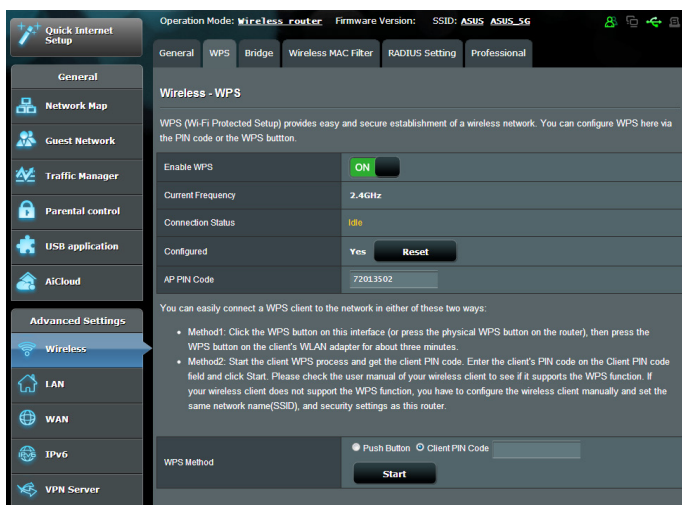 Quick Internet
Setup
General
Network Map
Guest Network
Traffic Manager
Parental control
USB application
AiCloud
Advanced Settings
Wireless
LAN
WAN
IPv6
VPN Server
Operation Mode: Wireless router Firmware Version: SSID: ASUS ASUS_5G
General WPS Bridge Wireless MAC Filter RADIUS Setting Professional
Wireless - WPS
WPS (Wi-Fi Protected Setup) provides easy and secure establishment of a wireless network. You can configure WPS here via
the PIN code or the WPS buttton.
Enable WPS ON
Current Frequency 2.4GHz
Connection Status Idle
Configured Yes Reset
AP PIN Code 72013502
You can easily connect a WPS client to the network in either of these two ways:
• Method1: Click the WPS button on this interface (or press the physical WPS button on the router), then press the
WPS button on the client's WLAN adapter for about three minutes.
• Method2: Start the client WPS process and get the client PIN code. Enter the client's PIN code on the Client PIN code
field and click Start. Please check the user manual of your wireless client to see if it supports the WPS function. If
your wireless client does not support the WPS function, you have to configure the wireless client manually and set the
same network name(SSID), and security settings as this router.
WPS Method Push Button Client PIN Code
Start